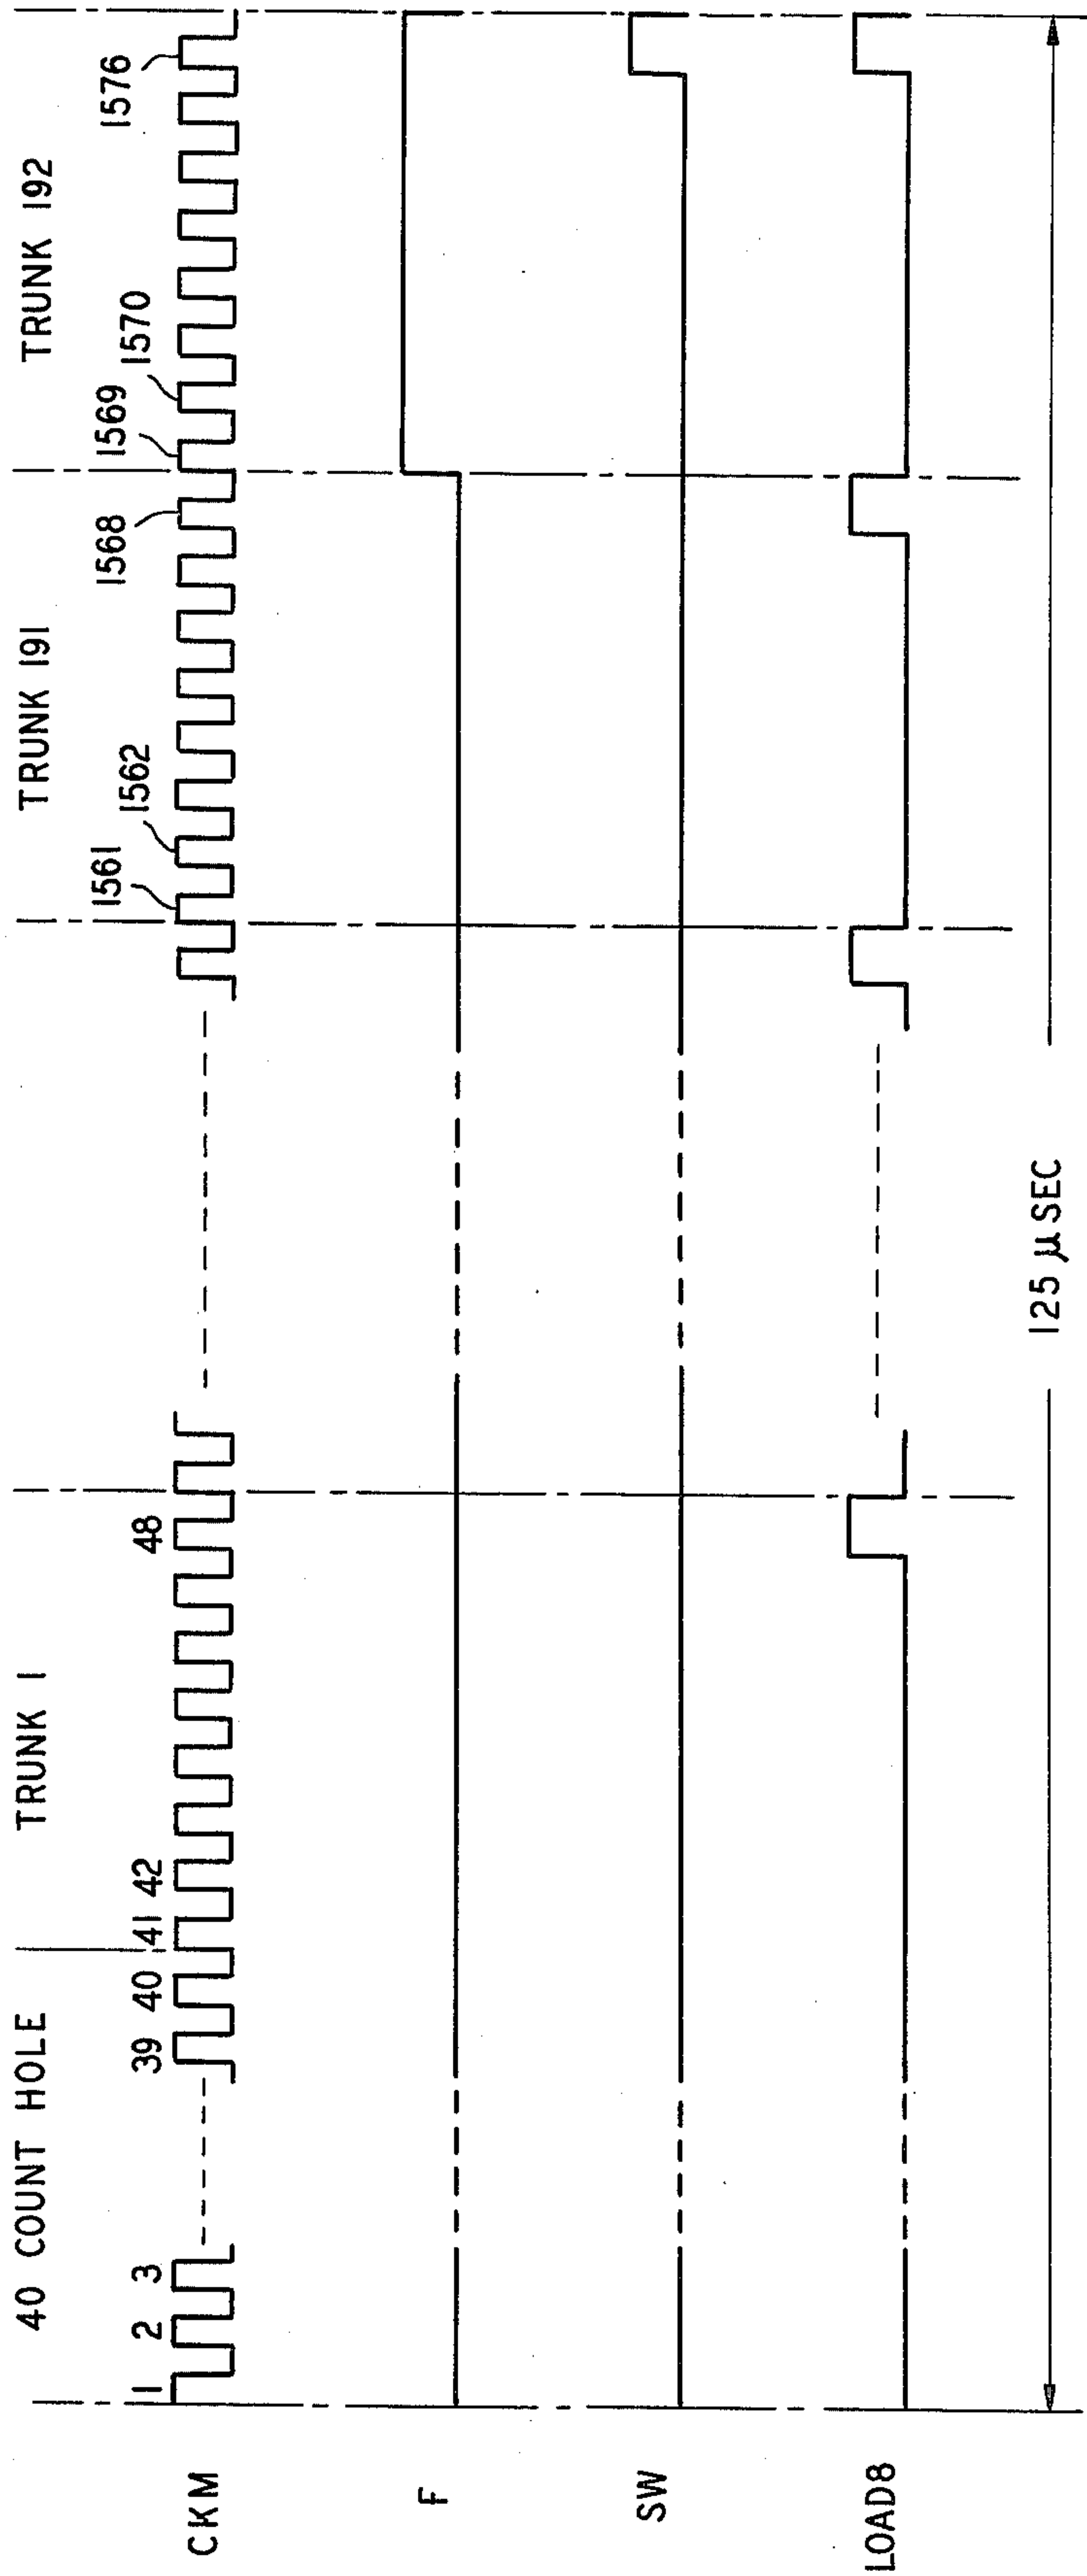 40 COUNT HOLE TRUNK 1 TRUNK 191 TRUNK 192
CKM 1 2 3 39 40 41 42 48 1561 1562 1568 1569 1570 1576
F
SW
LOAD8
125 μSEC